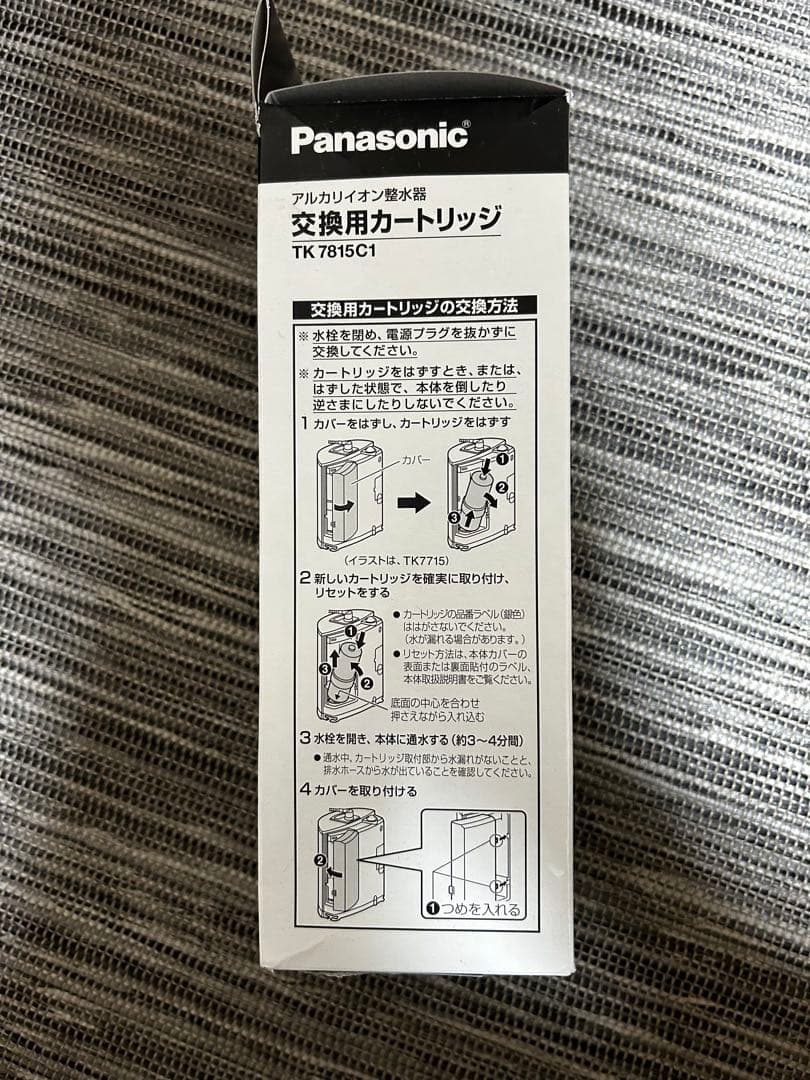 Panasonic®
アルカリイオン整水器
交換用カートリッジ
TK7815C1
交換用カートリッジの交換方法
※ 水栓を閉め、電源プラグを抜かずに
交換してください。
※ カートリッジをはずすとき、または、
はずした状態で、本体を倒したり
逆さまにしたりしないでください。
1 カバーをはずし、カートリッジをはずす
カバー
❶
❷
❸
(イラストは、TK7715)
2 新しいカートリッジを確実に取り付け、
リセットをする
❶
❸
❷
● カートリッジの品番ラベル(銀色)
ははがさないでください。
(水が漏れる場合があります。)
● リセット方法は、本体カバーの
表面または裏面貼付のラベル、
本体取扱説明書をご覧ください。
底面の中心を合わせ
押さえながら入れ込む
3 水栓を開き、本体に通水する(約3〜4分間)
● 通水中、カートリッジ取付部から水漏れがないことと、
排水ホースから水が出ていることを確認してください。
4 カバーを取り付ける
❷
❶つめを入れる